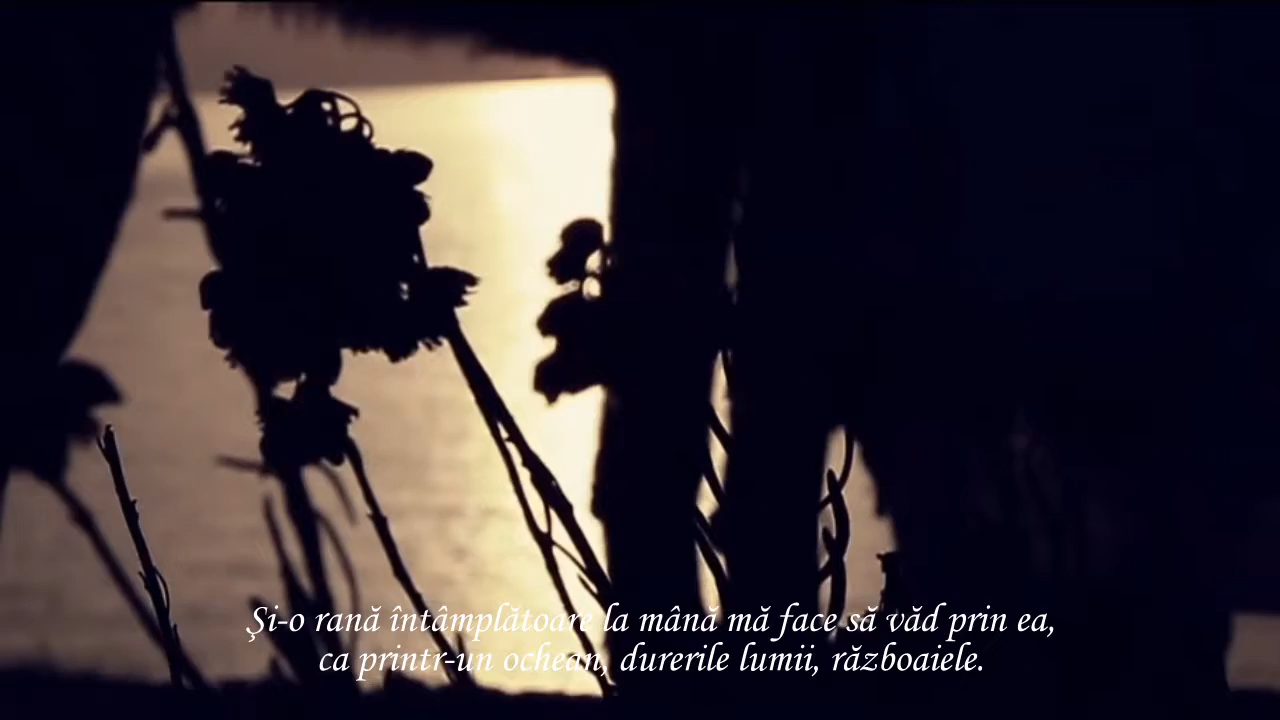 Şi-o rană întâmplătoare la mână mă face să văd prin ea,
ca printr-un ochean, durerile lumii, războaiele.